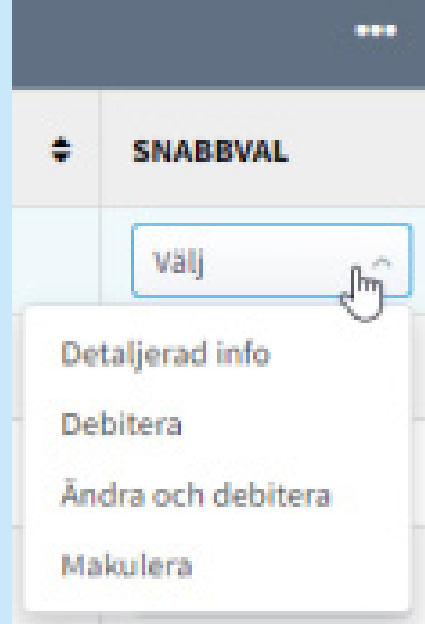 SNABBVAL
Välj
Detaljerad info
Debitera
Ändra och debitera
Makulera